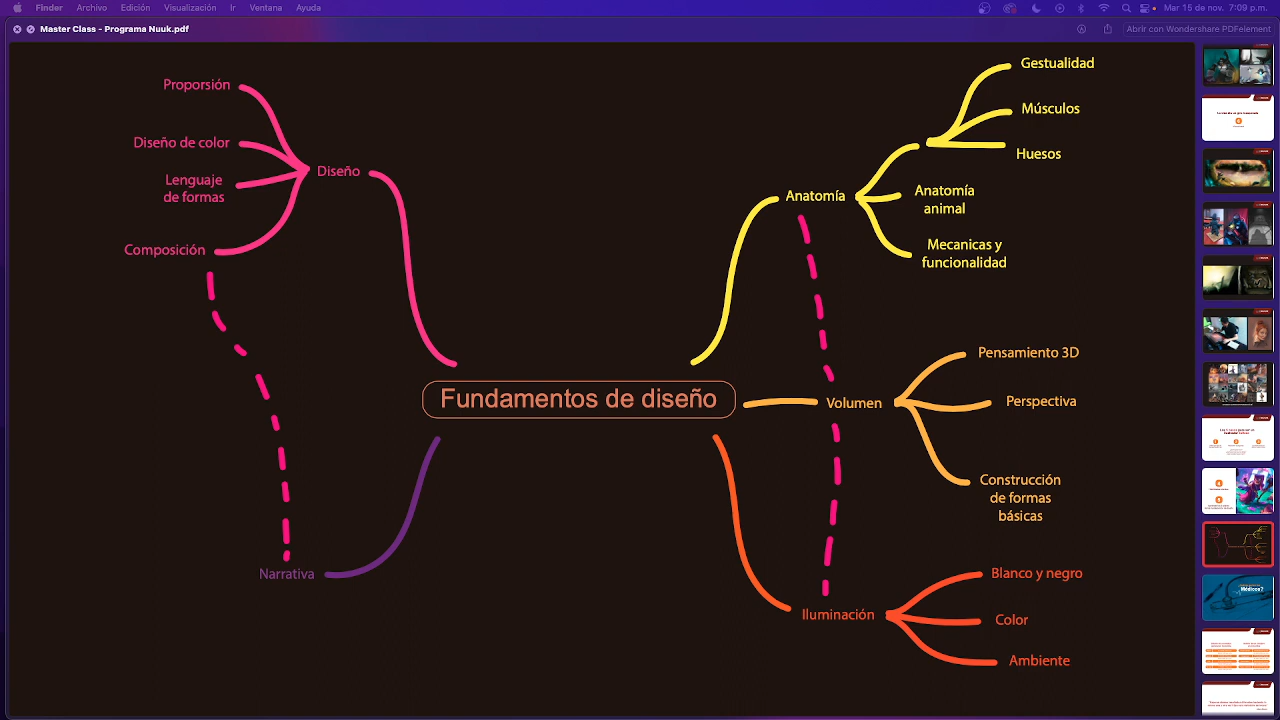 Finder Archivo Edición Visualización Ir Ventana Ayuda
Mar 15 de nov. 7:09 p.m.
Master Class - Programa Nuuk.pdf
Abrir con Wondershare PDFelement
Proporsión
Diseño de color
Lenguaje
de formas
Composición
Diseño
Gestualidad
Músculos
Huesos
Anatomía
Anatomía
animal
Mecanicas y
funcionalidad
Fundamentos de diseño
Volumen
Pensamiento 3D
Perspectiva
Construcción
de formas
básicas
Narrativa
Iluminación
Blanco y negro
Color
Ambiente
Médicos?